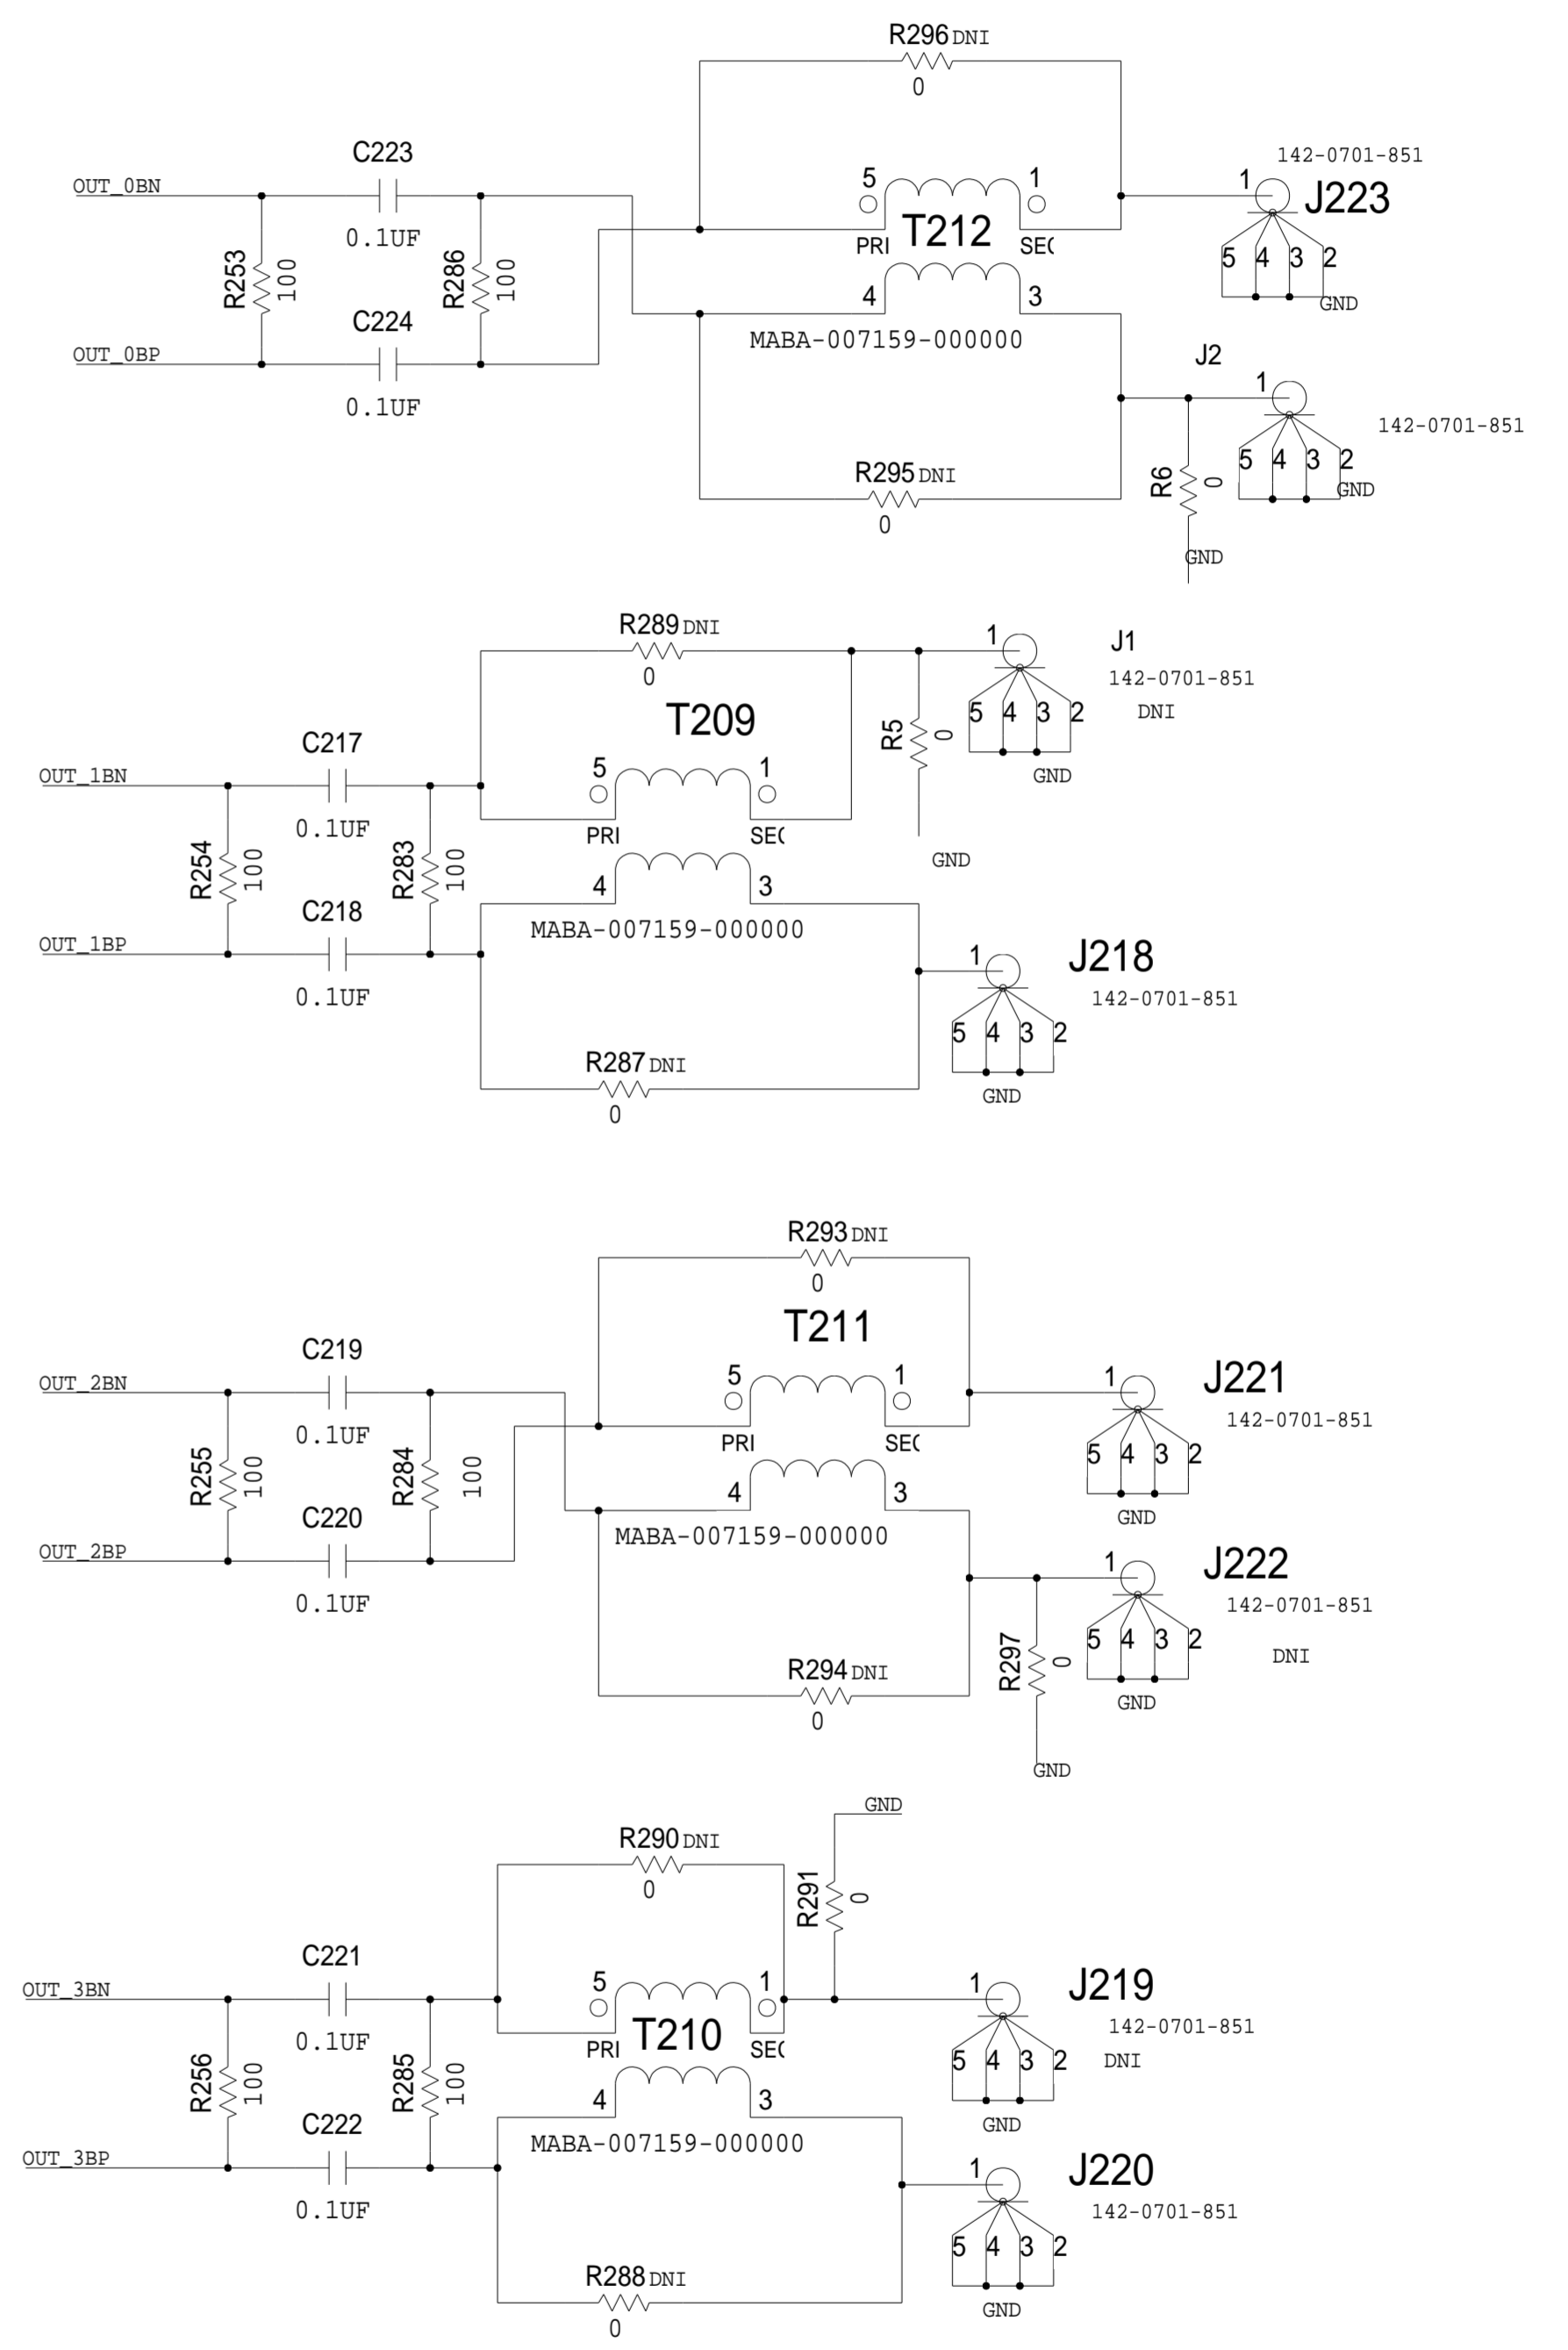 R296 DNI
0
C223
142-0701-851
OUT_0BN
5
1
1
J223
0.1UF
PRI
T212
SEC
R253
100
R286
100
5 4 3 2
4
3
GND
C224
MABA-007159-000000
OUT_0BP
J2
1
0.1UF
142-0701-851
R295 DNI
5 4 3 2
R6
0
GND
0
GND
R289 DNI
1
J1
0
142-0701-851
T209
5 4 3 2
DNI
C217
R5
0
OUT_1BN
5
1
GND
0.1UF
PRI
SEC
R254
100
R283
100
GND
4
3
C218
MABA-007159-000000
OUT_1BP
1
J218
0.1UF
142-0701-851
5 4 3 2
R287 DNI
GND
0
R293 DNI
0
T211
C219
5
1
1
J221
OUT_2BN
142-0701-851
0.1UF
PRI
SEC
5 4 3 2
R255
100
R284
100
4
3
C220
GND
MABA-007159-000000
OUT_2BP
1
J222
0.1UF
142-0701-851
5 4 3 2
R297
0
DNI
R294 DNI
GND
0
GND
GND
R290 DNI
0
R291
0
C221
OUT_3BN
5
1
1
J219
0.1UF
PRI
T210
SEC
142-0701-851
R256
100
R285
100
5 4 3 2
DNI
4
3
C222
GND
MABA-007159-000000
OUT_3BP
1
J220
0.1UF
142-0701-851
5 4 3 2
R288 DNI
GND
0